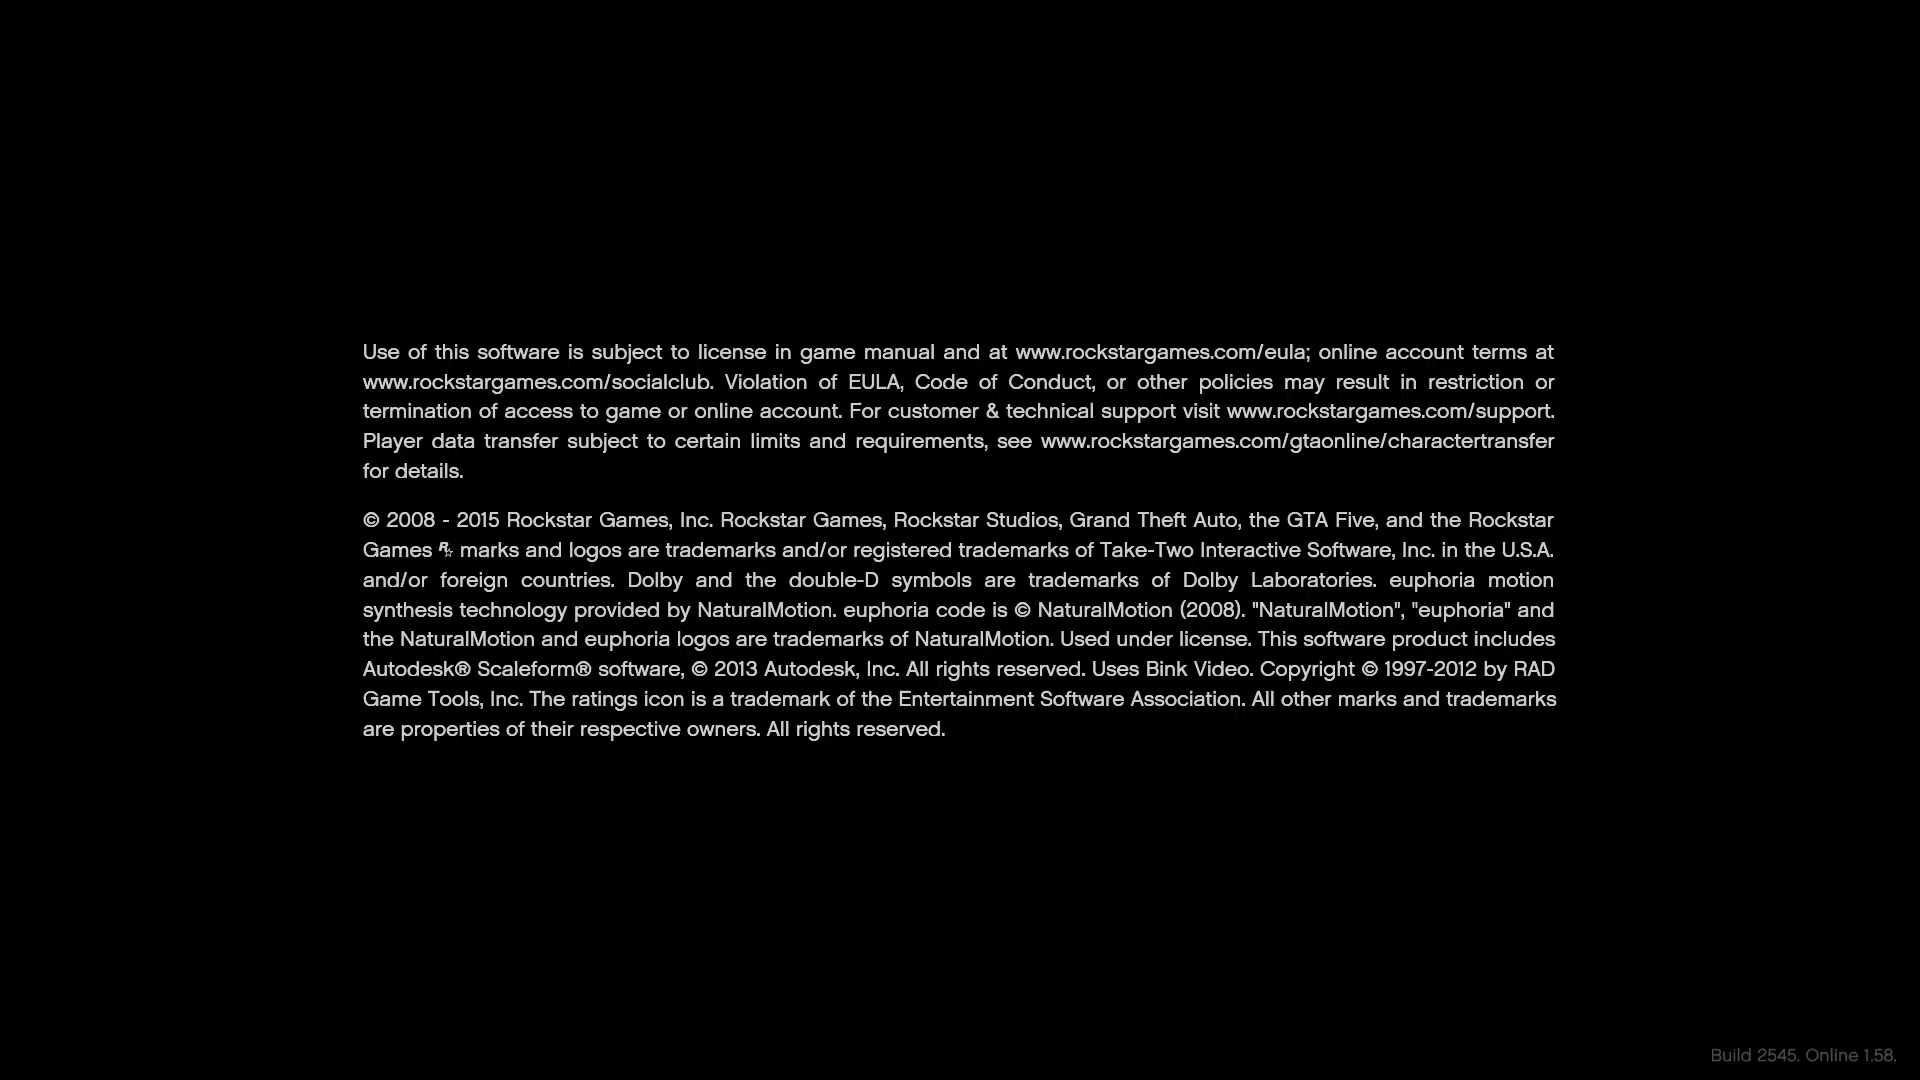 Use of this software is subject to license in game manual and at www.rockstargames.com/eula; online account terms at
www.rockstargames.com/socialclub. Violation of EULA, Code of Conduct, or other policies may result in restriction or
termination of access to game or online account. For customer & technical support visit www.rockstargames.com/support.
Player data transfer subject to certain limits and requirements, see www.rockstargames.com/gtaonline/charactertransfer
for details.
© 2008 - 2015 Rockstar Games, Inc. Rockstar Games, Rockstar Studios, Grand Theft Auto, the GTA Five, and the Rockstar
Games R* marks and logos are trademarks and/or registered trademarks of Take-Two Interactive Software, Inc. in the U.S.A.
and/or foreign countries. Dolby and the double-D symbols are trademarks of Dolby Laboratories. euphoria motion
synthesis technology provided by NaturalMotion. euphoria code is © NaturalMotion (2008). "NaturalMotion", "euphoria" and
the NaturalMotion and euphoria logos are trademarks of NaturalMotion. Used under license. This software product includes
Autodesk® Scaleform® software, © 2013 Autodesk, Inc. All rights reserved. Uses Bink Video. Copyright © 1997-2012 by RAD
Game Tools, Inc. The ratings icon is a trademark of the Entertainment Software Association. All other marks and trademarks
are properties of their respective owners. All rights reserved.
Build 2545. Online 1.58.